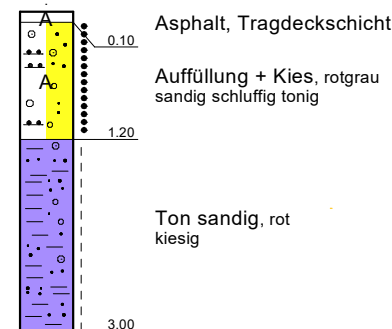 A
Asphalt, Tragdeckschicht
0.10
A
Auffüllung + Kies, rotgrau
sandig schluffig tonig
1.20
Ton sandig, rot
kiesig
3.00